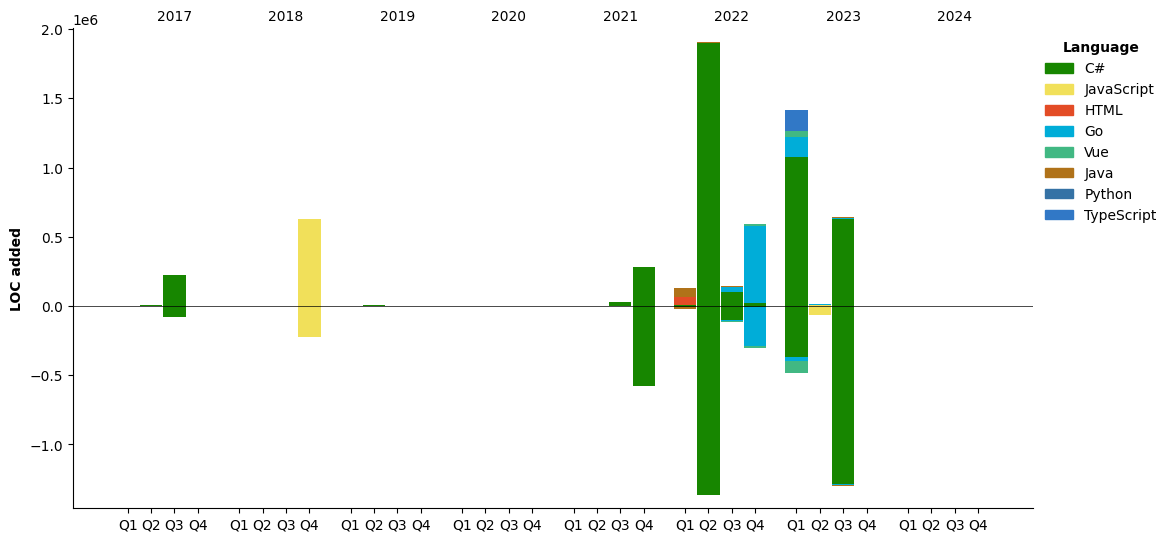 2017 2018 2019 2020 2021 2022 2023 2024
1e6
2.0
1.5
1.0
0.5
0.0
−0.5
−1.0
LOC added
Language
C#
JavaScript
HTML
Go
Vue
Java
Python
TypeScript
Q1 Q2 Q3 Q4 Q1 Q2 Q3 Q4 Q1 Q2 Q3 Q4 Q1 Q2 Q3 Q4 Q1 Q2 Q3 Q4 Q1 Q2 Q3 Q4 Q1 Q2 Q3 Q4 Q1 Q2 Q3 Q4